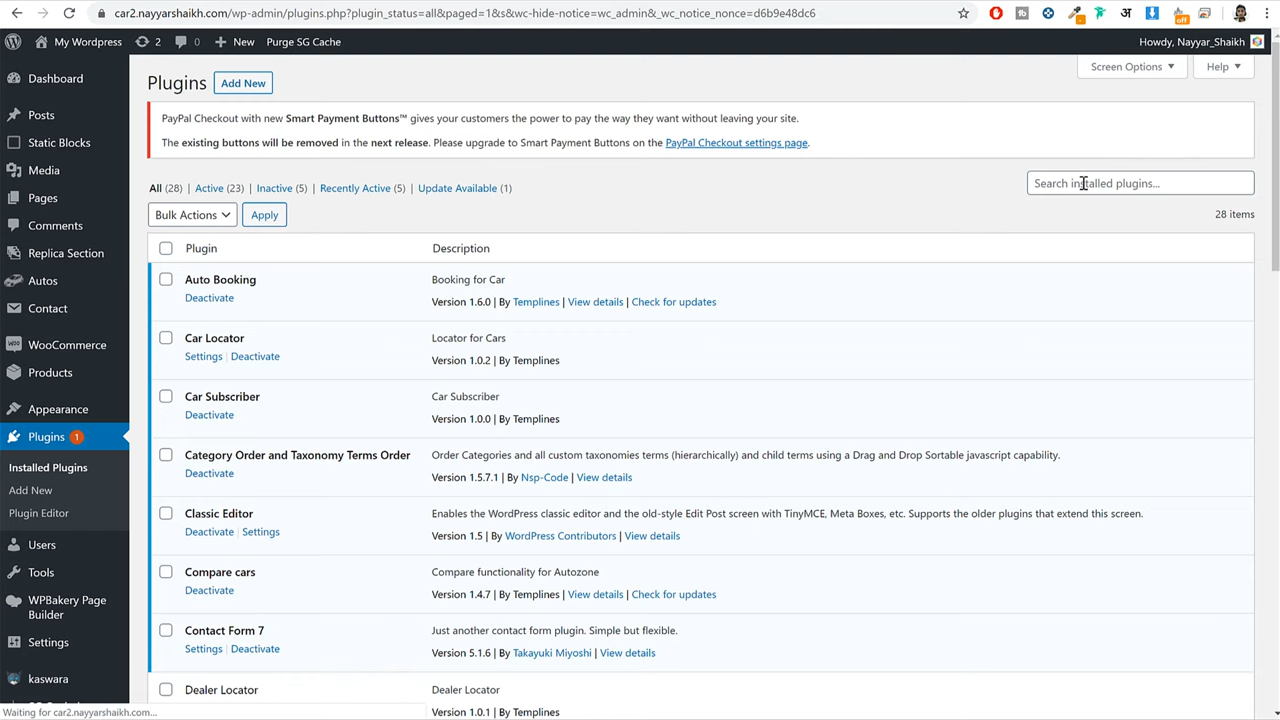 car2.nayyarshaikh.com/wp-admin/plugins.php?plugin_status=all&paged=1&s&wc-hide-notice=wc_admin&_wc_notice_nonce=d6b9e48dc6
अ
off
My Wordpress 2 0 New Purge SG Cache Howdy, Nayyar_Shaikh
Dashboard
Posts
Static Blocks
Media
Pages
Comments
Replica Section
Autos
Contact
WooCommerce
Products
Appearance
Plugins 1
Installed Plugins
Add New
Plugin Editor
Users
Tools
WPBakery Page
Builder
Settings
kaswara
Screen Options Help
Plugins Add New
PayPal Checkout with new Smart Payment Buttons™ gives your customers the power to pay the way they want without leaving your site.
The existing buttons will be removed in the next release. Please upgrade to Smart Payment Buttons on the PayPal Checkout settings page.
All (28) | Active (23) | Inactive (5) | Recently Active (5) | Update Available (1)
Search installed plugins...
Bulk Actions Apply 28 items
Plugin Description
Auto Booking Booking for Car
Deactivate Version 1.6.0 | By Templines | View details | Check for updates
Car Locator Locator for Cars
Settings | Deactivate Version 1.0.2 | By Templines
Car Subscriber Car Subscriber
Deactivate Version 1.0.0 | By Templines
Category Order and Taxonomy Terms Order Order Categories and all custom taxonomies terms (hierarchically) and child terms using a Drag and Drop Sortable javascript capability.
Deactivate Version 1.5.7.1 | By Nsp-Code | View details
Classic Editor Enables the WordPress classic editor and the old-style Edit Post screen with TinyMCE, Meta Boxes, etc. Supports the older plugins that extend this screen.
Deactivate | Settings Version 1.5 | By WordPress Contributors | View details
Compare cars Compare functionality for Autozone
Deactivate Version 1.4.7 | By Templines | View details | Check for updates
Contact Form 7 Just another contact form plugin. Simple but flexible.
Settings | Deactivate Version 5.1.6 | By Takayuki Miyoshi | View details
Dealer Locator Dealer Locator
Version 1.0.1 | By Templines
Waiting for car2.nayyarshaikh.com...